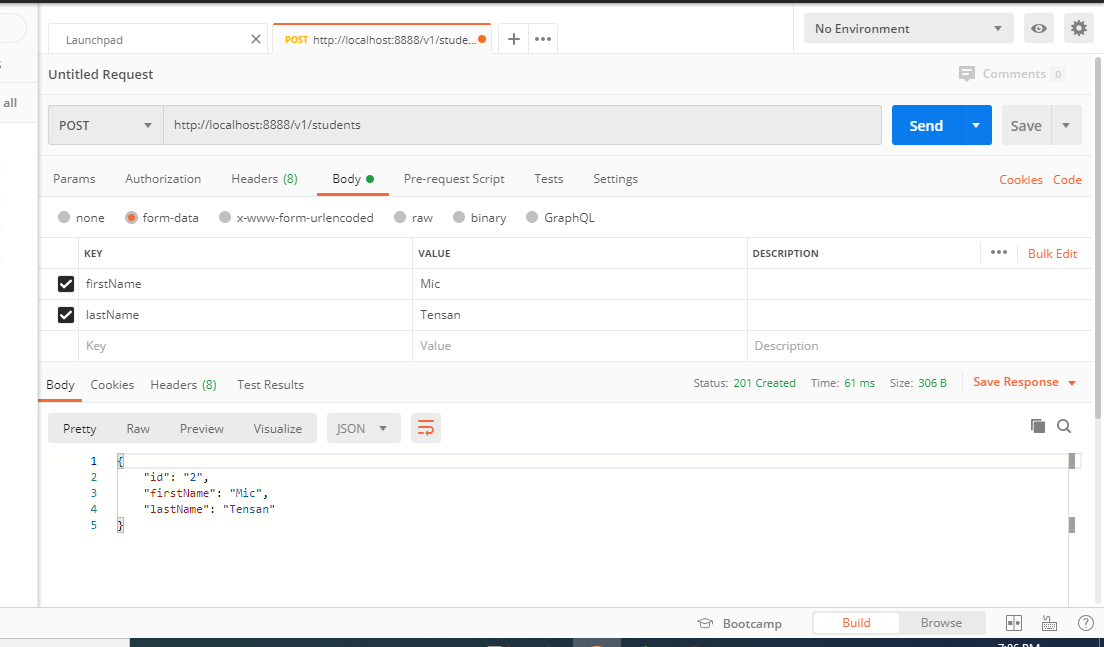 Launchpad
POST http://localhost:8888/v1/stude...
No Environment
Untitled Request
Comments 0
all
POST
http://localhost:8888/v1/students
Send
Save
Params Authorization Headers (8) Body Pre-request Script Tests Settings
Cookies Code
none form-data x-www-form-urlencoded raw binary GraphQL
KEY VALUE DESCRIPTION
Bulk Edit
firstName Mic
lastName Tensan
Key Value Description
Body Cookies Headers (8) Test Results
Status: 201 Created Time: 61 ms Size: 306 B
Save Response
Pretty Raw Preview Visualize JSON
1 {
2 "id": "2",
3 "firstName": "Mic",
4 "lastName": "Tensan"
5 }
Bootcamp Build Browse